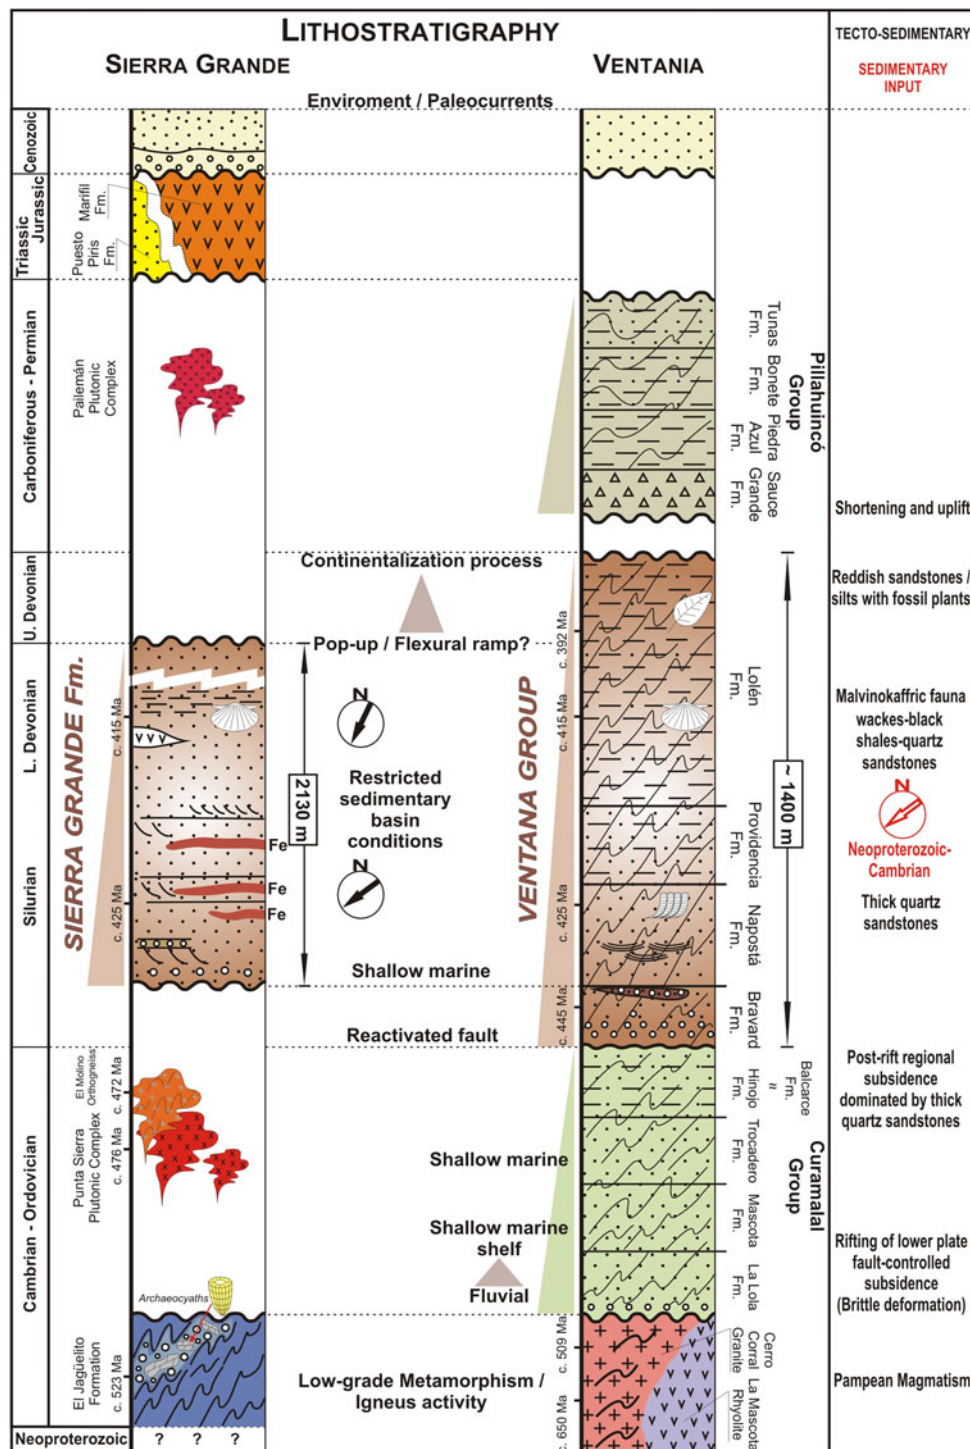 LITHOSTRATIGRAPHY
SIERRA GRANDE
VENTANIA
TECTO-SEDIMENTARY
SEDIMENTARY
INPUT
Enviroment / Paleocurrents
Cenozoic
Triassic
Jurassic
Puesto
Piris
Fm.
Marifil
Fm.
Carboniferous - Permian
Pailemán
Plutonic
Complex
Tunas
Fm.
Bonete
Fm.
Piedra
Azul
Fm.
Sauce
Grande
Fm.
Pillahuincó
Group
Shortening and uplift
U. Devonian
Continentalization process
Pop-up / Flexural ramp?
c. 392 Ma
Reddish sandstones /
silts with fossil plants
L. Devonian
SIERRA GRANDE Fm.
c. 415 Ma
2130 m
N
Restricted
sedimentary
basin
conditions
N
VENTANA GROUP
c. 415 Ma
Lolén
Fm.
~ 1400 m
Malvinokaffric fauna
wackes-black
shales-quartz
sandstones
N
Neoproterozoic-
Cambrian
Thick quartz
sandstones
Silurian
c. 425 Ma
Fe
Fe
Fe
c. 425 Ma
Providencia
Fm.
Napostá
Fm.
Shallow marine
Reactivated fault
c. 445 Ma
Bravard
Fm.
Cambrian - Ordovician
El Molino
Orthogneiss
c. 472 Ma
Punta Sierra
Plutonic Complex
c. 476 Ma
Hinojo
Fm.
Balcarce
Fm.
≈
Trocadero
Fm.
Mascota
Fm.
La Lola
Fm.
Curamalal
Group
Post-rift regional
subsidence
dominated by thick
quartz sandstones
Shallow marine
Shallow marine
shelf
Fluvial
Rifting of lower plate
fault-controlled
subsidence
(Brittle deformation)
Archaeocyaths
El Jagüelito
Formation
c. 523 Ma
Low-grade Metamorphism /
Igneus activity
c. 509 Ma
c. 650 Ma
Cerro
Corral
Granite
La Mascota
Rhyolite
Pampean Magmatism
Neoproterozoic
? ? ?